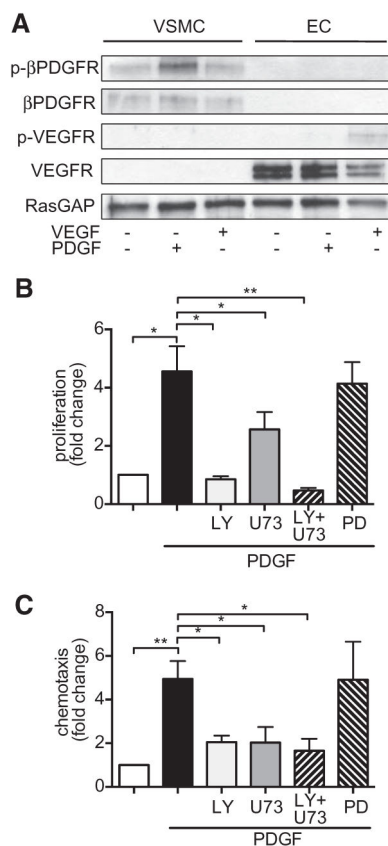 A
VSMC EC
p-βPDGFR
βPDGFR
p-VEGFR
VEGFR
RasGAP
VEGF - - + - - +
PDGF - + - - + -
B
**
*
* *
6
4
2
0
proliferation
(fold change)
LY U73 LY+
U73 PD
PDGF
C
*
*
** *
8
6
4
2
0
chemotaxis
(fold change)
LY U73 LY+
U73 PD
PDGF